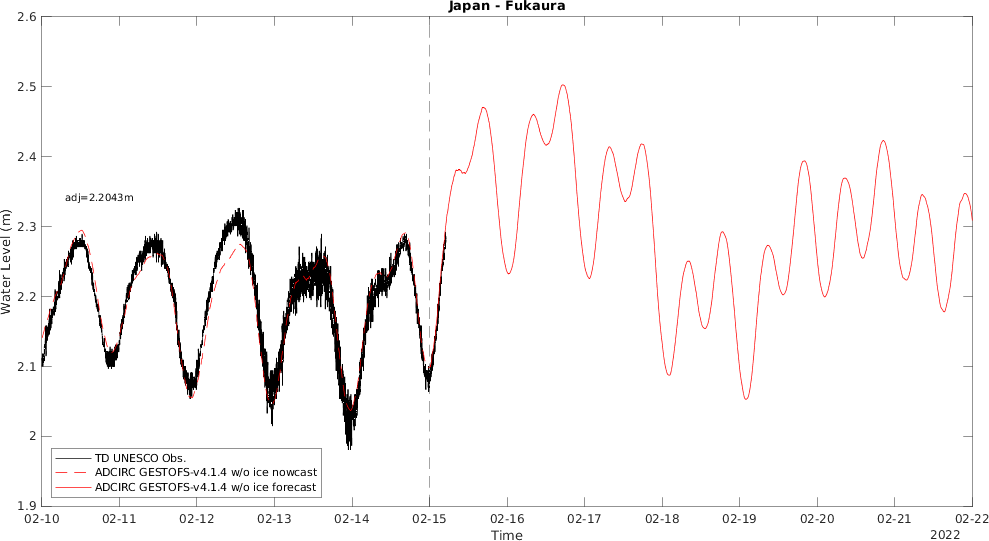 Japan - Fukaura
2.6
2.5
2.4
2.3
2.2
2.1
2
1.9
Water Level (m)
adj=2.2043m
TD UNESCO Obs.
ADCIRC GESTOFS-v4.1.4 w/o ice nowcast
ADCIRC GESTOFS-v4.1.4 w/o ice forecast
02-10 02-11 02-12 02-13 02-14 02-15 02-16 02-17 02-18 02-19 02-20 02-21 02-22
Time
2022